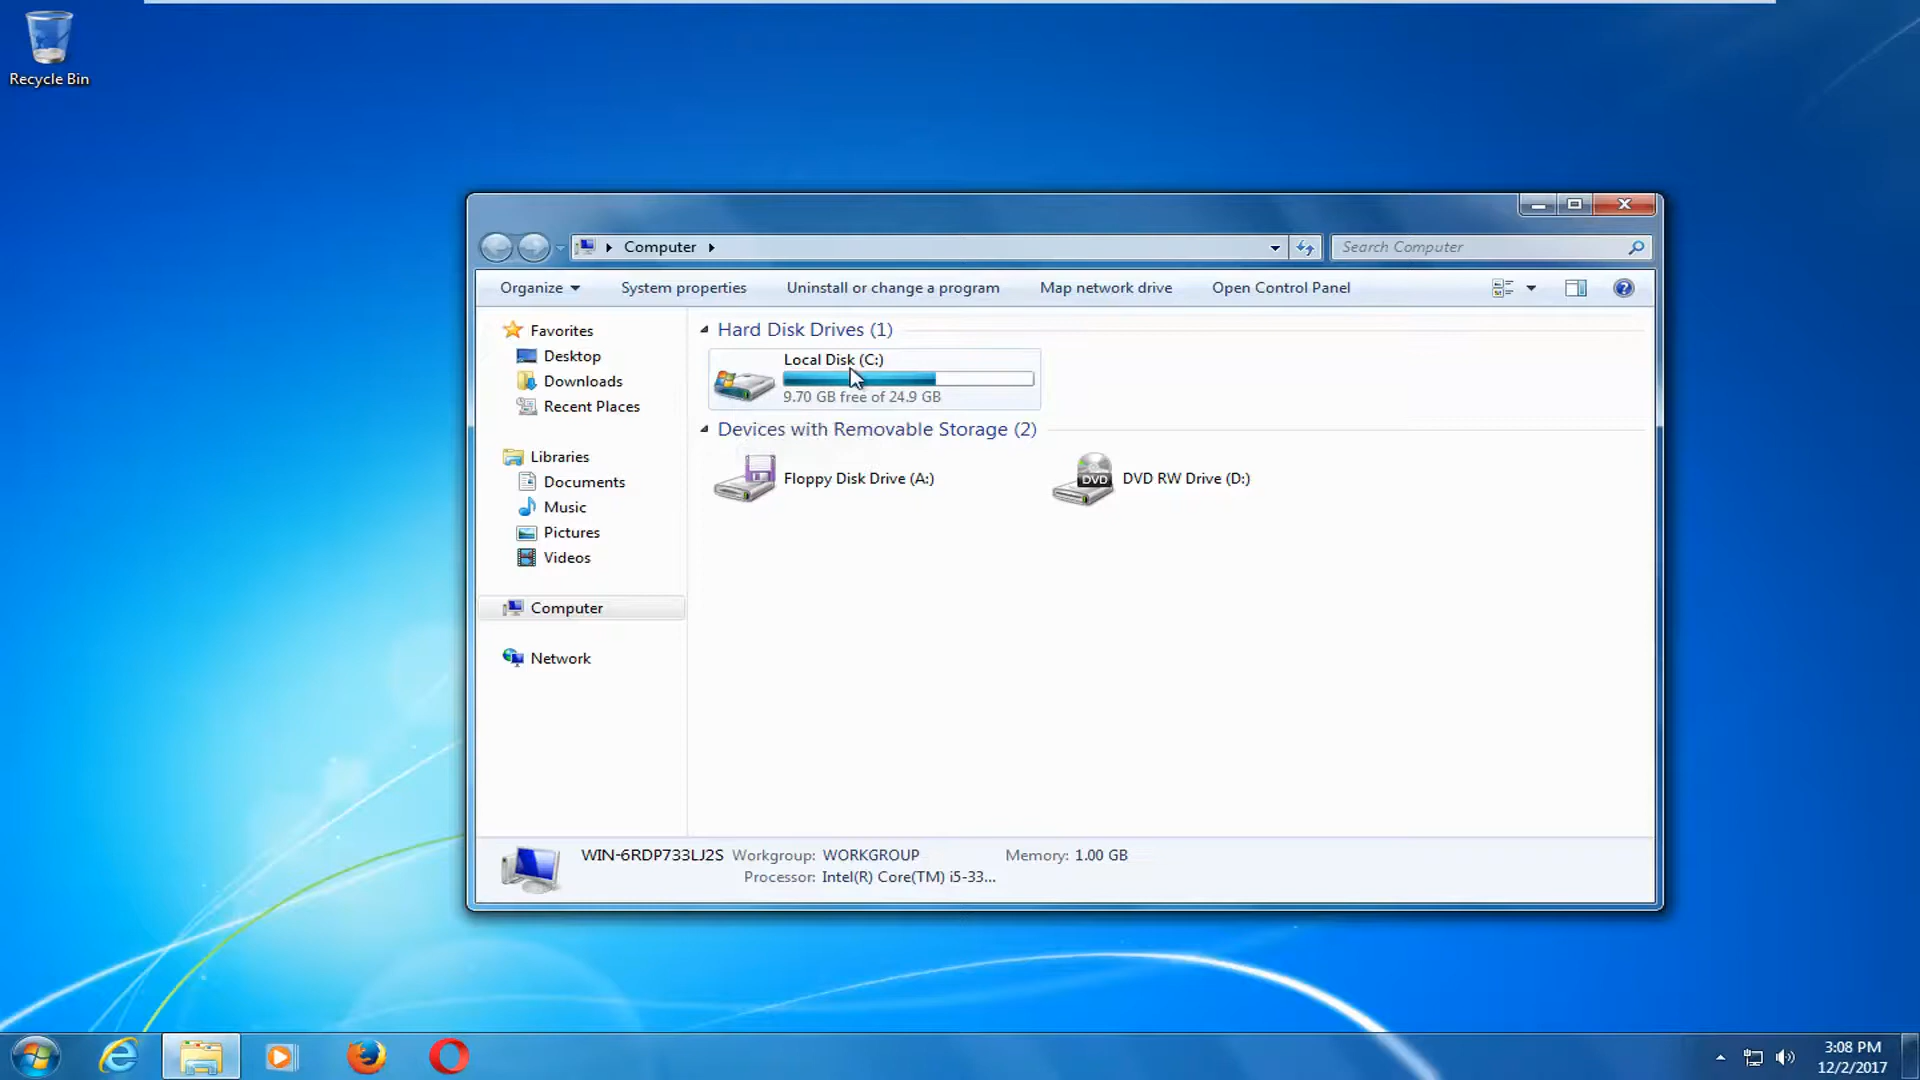 Recycle Bin
Computer
Search Computer
Organize
System properties
Uninstall or change a program
Map network drive
Open Control Panel
Favorites
Desktop
Downloads
Recent Places
Libraries
Documents
Music
Pictures
Videos
Computer
Network
Hard Disk Drives (1)
Local Disk (C:)
9.70 GB free of 24.9 GB
Devices with Removable Storage (2)
Floppy Disk Drive (A:)
DVD
DVD RW Drive (D:)
WIN-6RDP733LJ2S Workgroup: WORKGROUP Memory: 1.00 GB
Processor: Intel(R) Core(TM) i5-33...
3:08 PM
12/2/2017